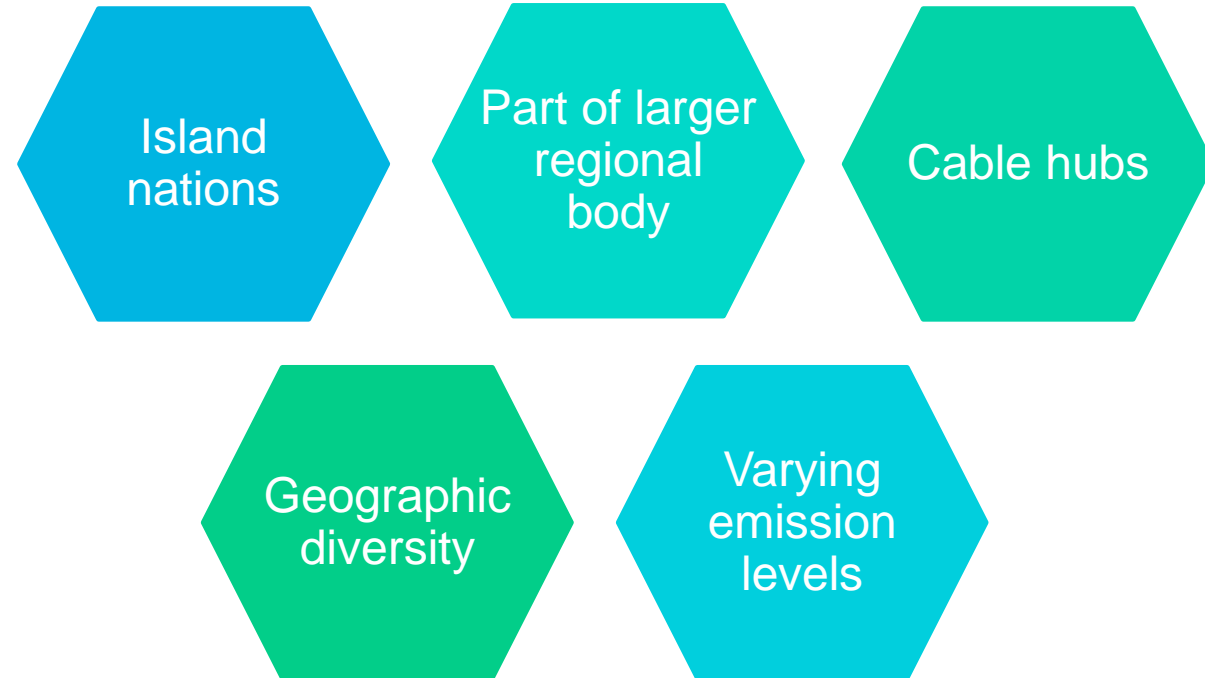 Island
nations
Part of larger
regional
body
Cable hubs
Geographic
diversity
Varying
emission
levels